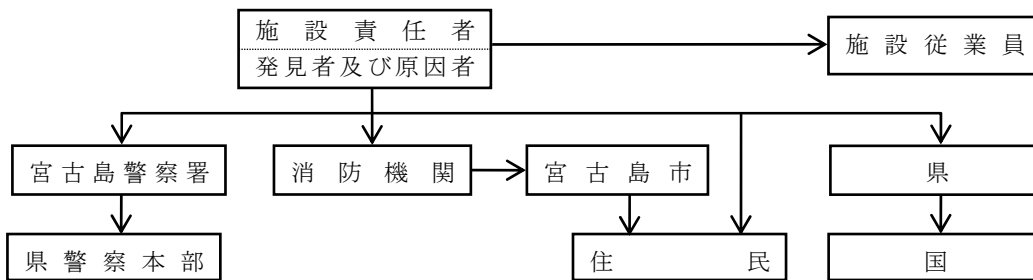 施設責任者
発見者及び原因者
施設従業員
宮古島警察署
消防機関
宮古島市
県
県警察本部
住民
国